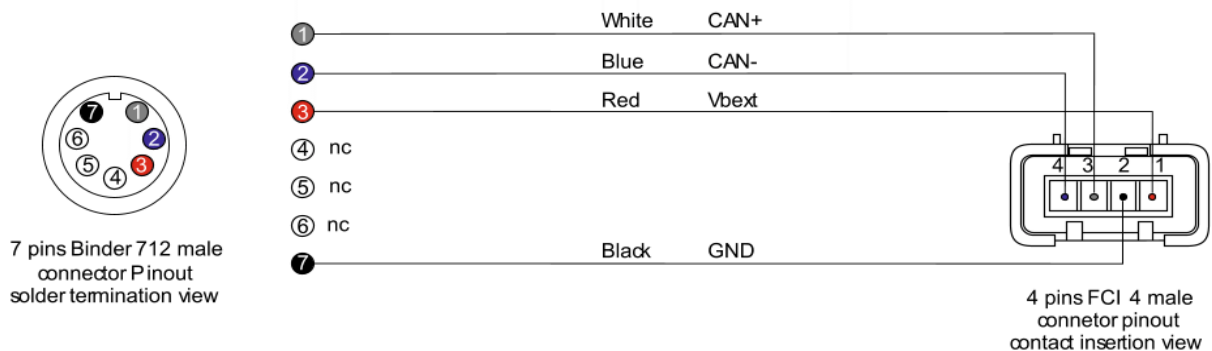 1 White CAN+
2 Blue CAN-
3 Red Vbext
4 nc
5 nc
6 nc
7 Black GND
7 1
6 2
5 3
4
7 pins Binder 712 male
connector Pinout
solder termination view
4 3 2 1
4 pins FCI 4 male
connetor pinout
contact insertion view